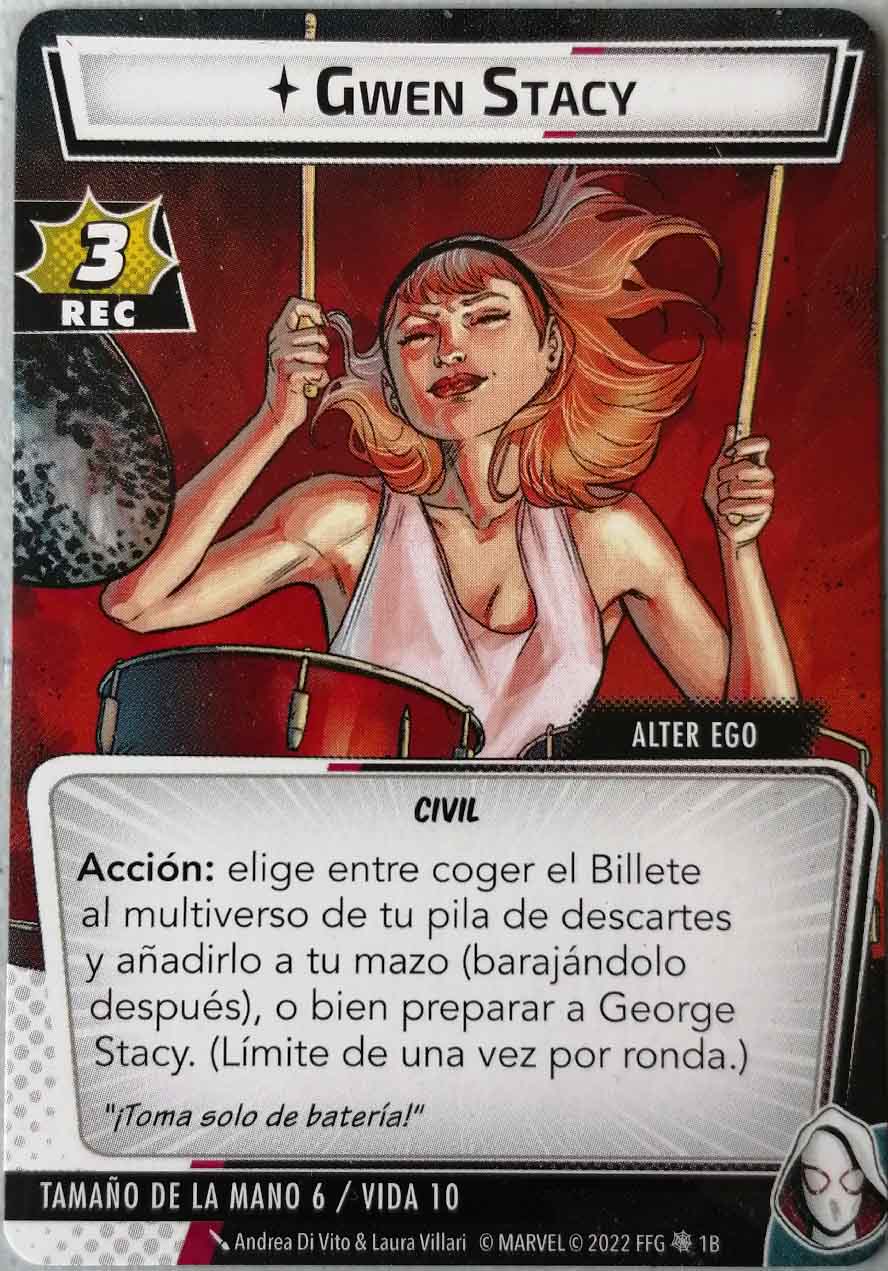 GWEN STACY
3
REC
ALTER EGO
CIVIL
Acción: elige entre coger el Billete
al multiverso de tu pila de descartes
y añadirlo a tu mazo (barajándolo
después), o bien preparar a George
Stacy. (Límite de una vez por ronda.)
"¡Toma solo de batería!"
TAMAÑO DE LA MANO 6 / VIDA 10
Andrea Di Vito & Laura Villari © MARVEL © 2022 FFG 1B